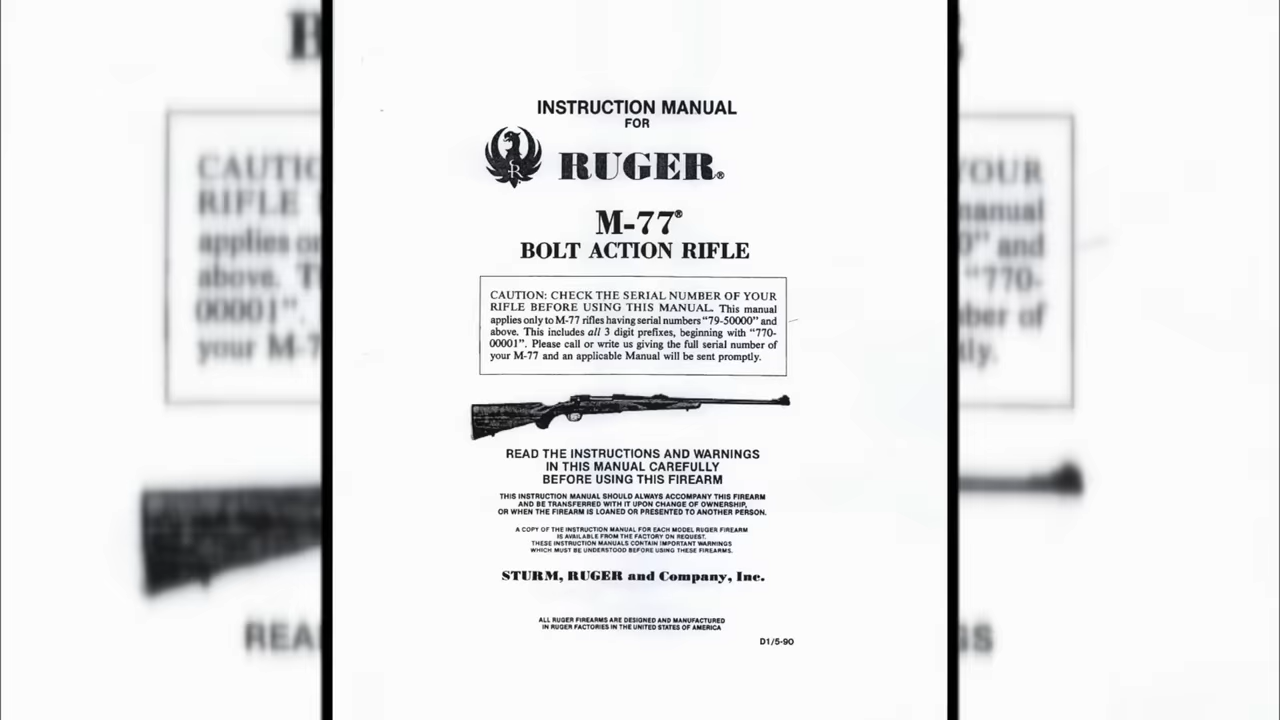 INSTRUCTION MANUAL
FOR
RUGER®
M-77®
BOLT ACTION RIFLE
CAUTION: CHECK THE SERIAL NUMBER OF YOUR
RIFLE BEFORE USING THIS MANUAL. This manual
applies only to M-77 rifles having serial numbers “79-50000” and
above. This includes all 3 digit prefixes, beginning with “770-
00001”. Please call or write us giving the full serial number of
your M-77 and an applicable Manual will be sent promptly.
READ THE INSTRUCTIONS AND WARNINGS
IN THIS MANUAL CAREFULLY
BEFORE USING THIS FIREARM
THIS INSTRUCTION MANUAL SHOULD ALWAYS ACCOMPANY THIS FIREARM
AND BE TRANSFERRED WITH IT UPON CHANGE OF OWNERSHIP,
OR WHEN THE FIREARM IS LOANED OR PRESENTED TO ANOTHER PERSON.
A COPY OF THE INSTRUCTION MANUAL FOR EACH MODEL RUGER FIREARM
IS AVAILABLE FROM THE FACTORY ON REQUEST.
THESE INSTRUCTION MANUALS CONTAIN IMPORTANT WARNINGS
WHICH MUST BE UNDERSTOOD BEFORE USING THESE FIREARMS.
STURM, RUGER and Company, Inc.
ALL RUGER FIREARMS ARE DESIGNED AND MANUFACTURED
IN RUGER FACTORIES IN THE UNITED STATES OF AMERICA
D1/5-90